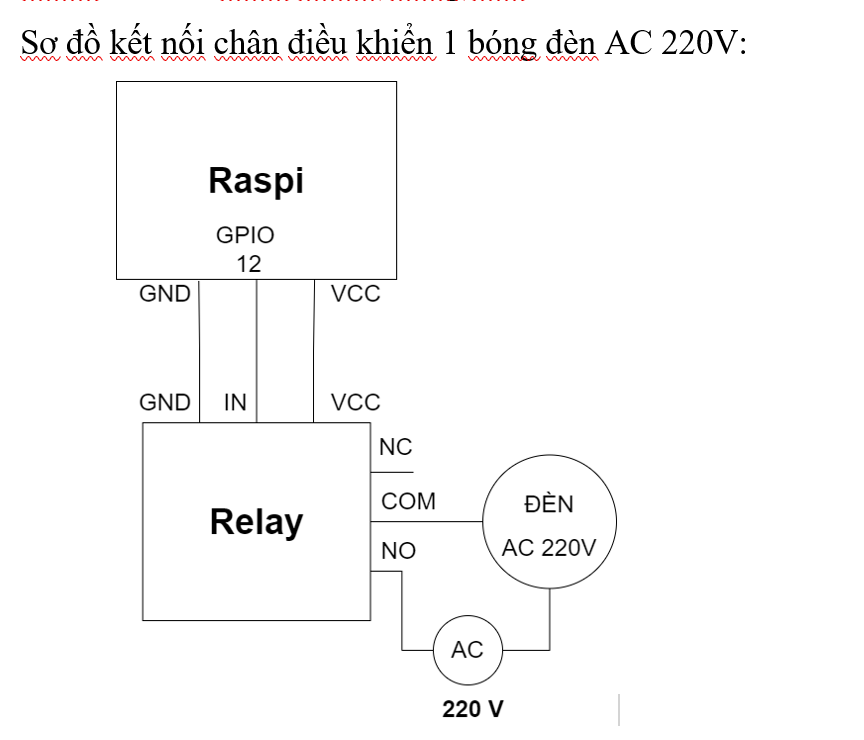 Sơ đồ kết nối chân điều khiển 1 bóng đèn AC 220V:
Raspi
GPIO
12
GND
VCC
GND
IN
VCC
NC
COM
NO
Relay
ĐÈN
AC 220V
AC
220 V